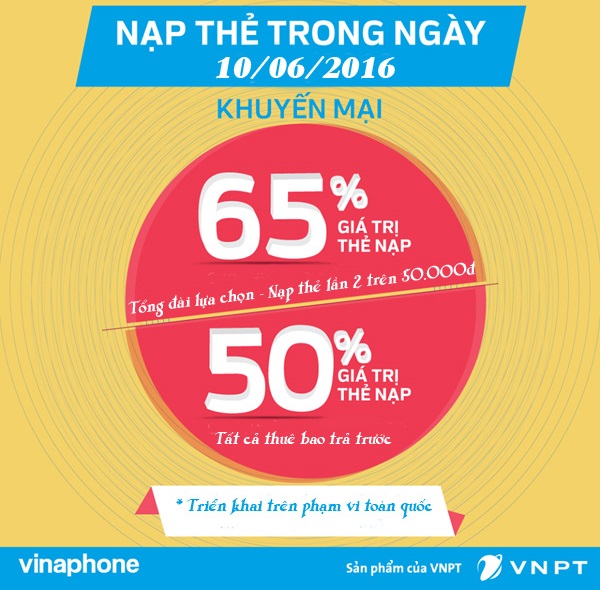 NẠP THẺ TRONG NGÀY
10/06/2016
KHUYẾN MẠI
65%
GIÁ TRỊ
THẺ NẠP
Tổng đài lựa chọn - Nạp thẻ lần 2 trên 50,000đ
50%
GIÁ TRỊ
THẺ NẠP
Tất cả thuê bao trả trước
* Triển khai trên phạm vi toàn quốc
vinaphone
Sản phẩm của VNPT
VNPT